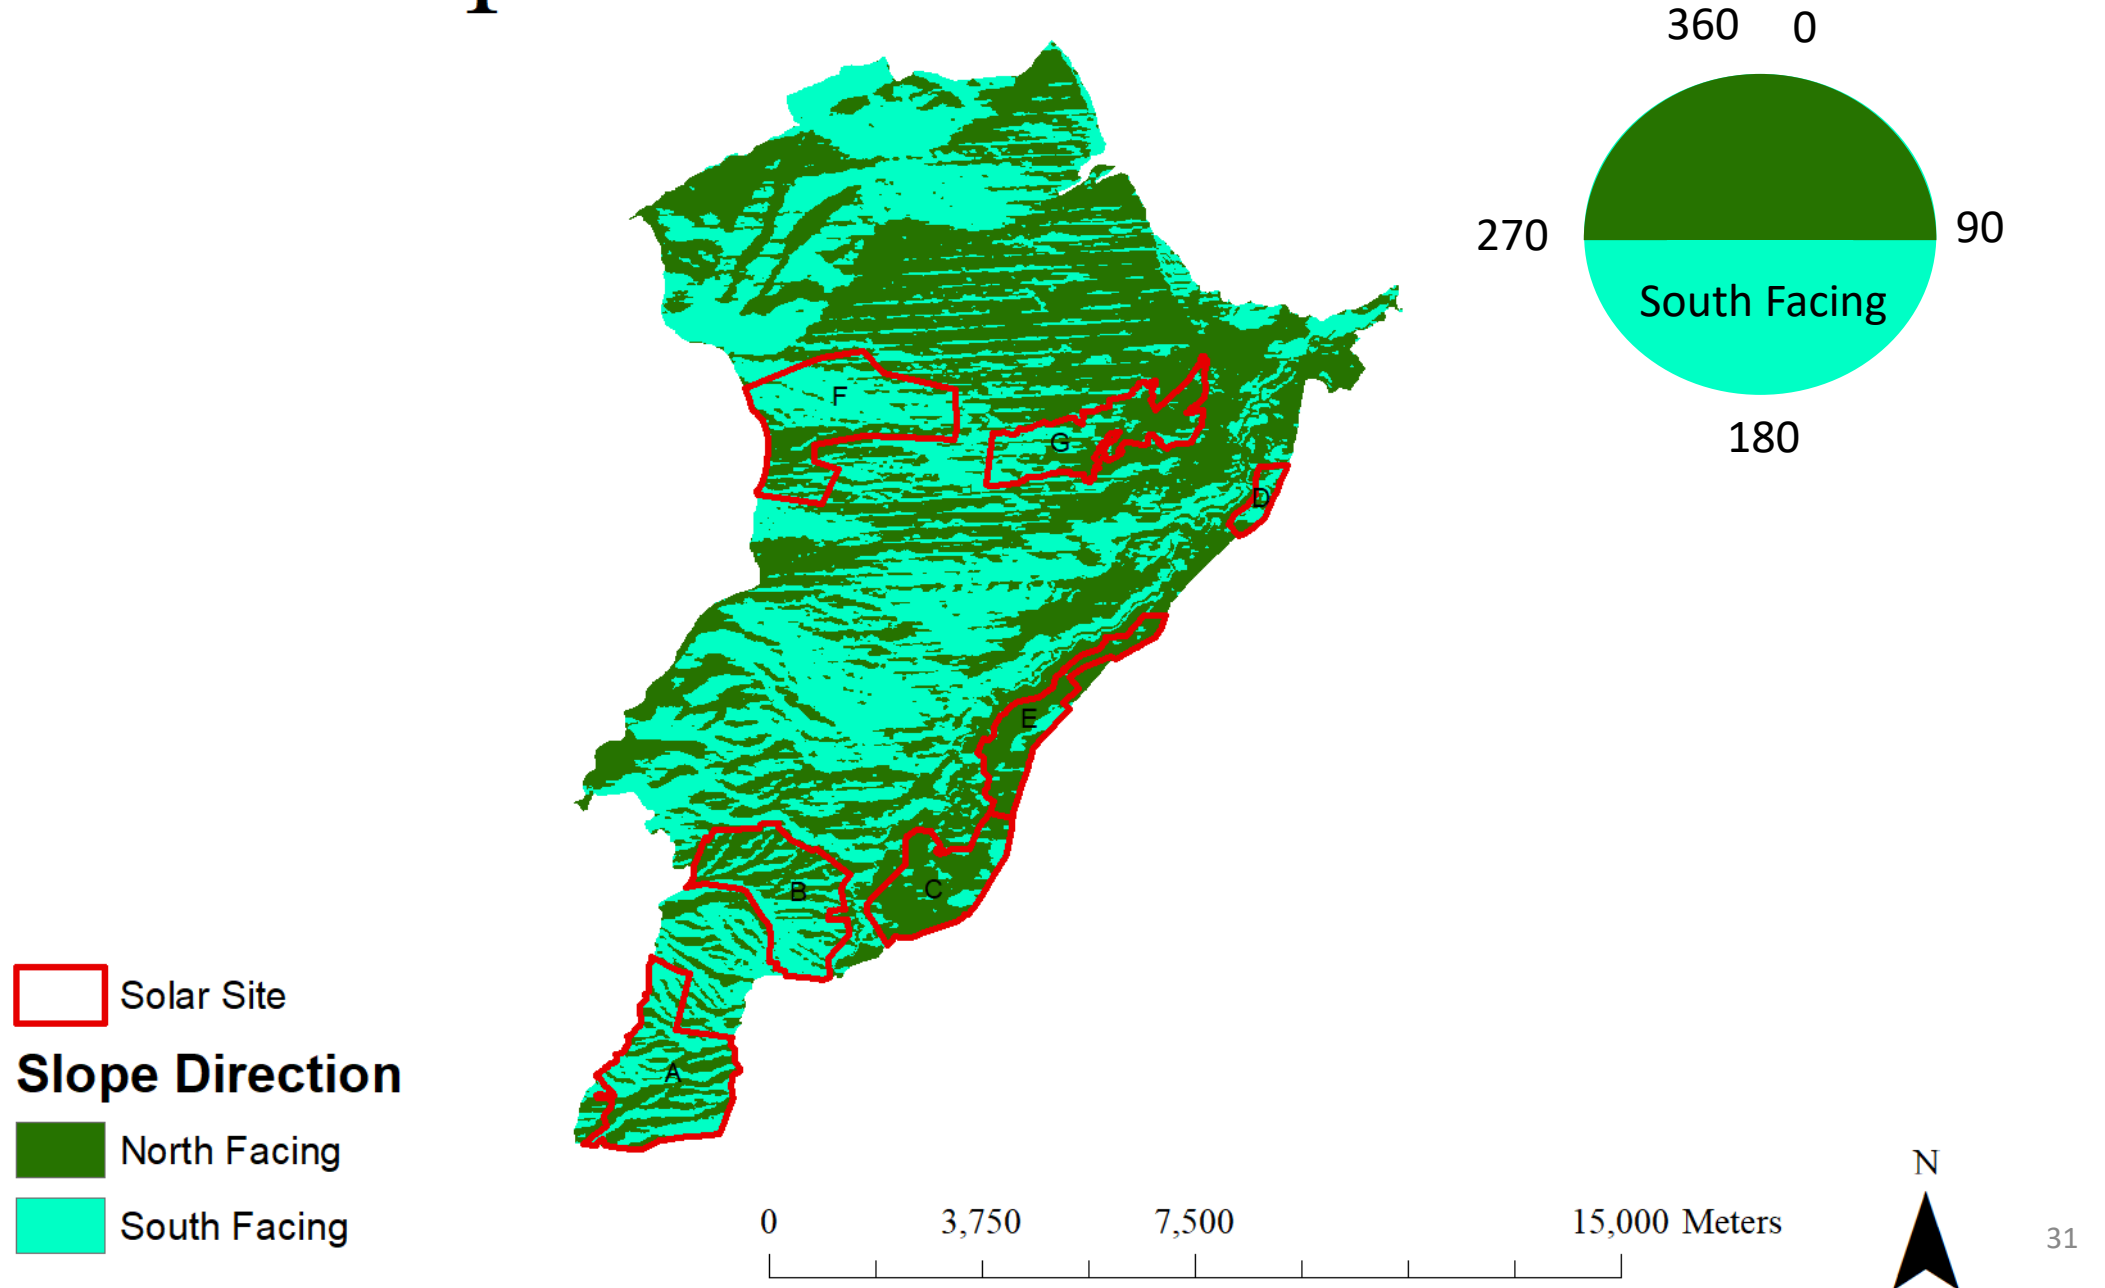 360 0
270
90
South Facing
180
F
G
D
E
B
C
A
Solar Site
Slope Direction
North Facing
South Facing
0 3,750 7,500 15,000 Meters
N
31